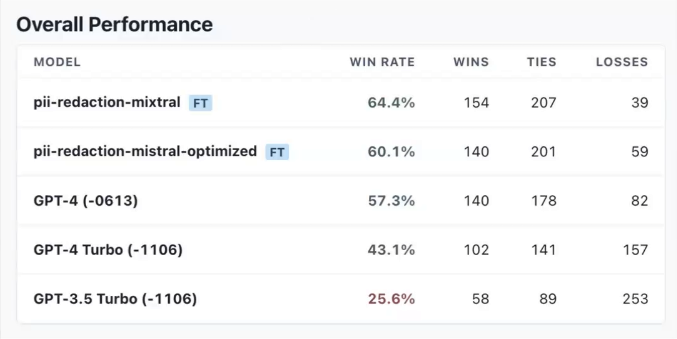 Overall Performance
MODEL WIN RATE WINS TIES LOSSES
pii-redaction-mixtral FT 64.4% 154 207 39
pii-redaction-mistral-optimized FT 60.1% 140 201 59
GPT-4 (-0613) 57.3% 140 178 82
GPT-4 Turbo (-1106) 43.1% 102 141 157
GPT-3.5 Turbo (-1106) 25.6% 58 89 253